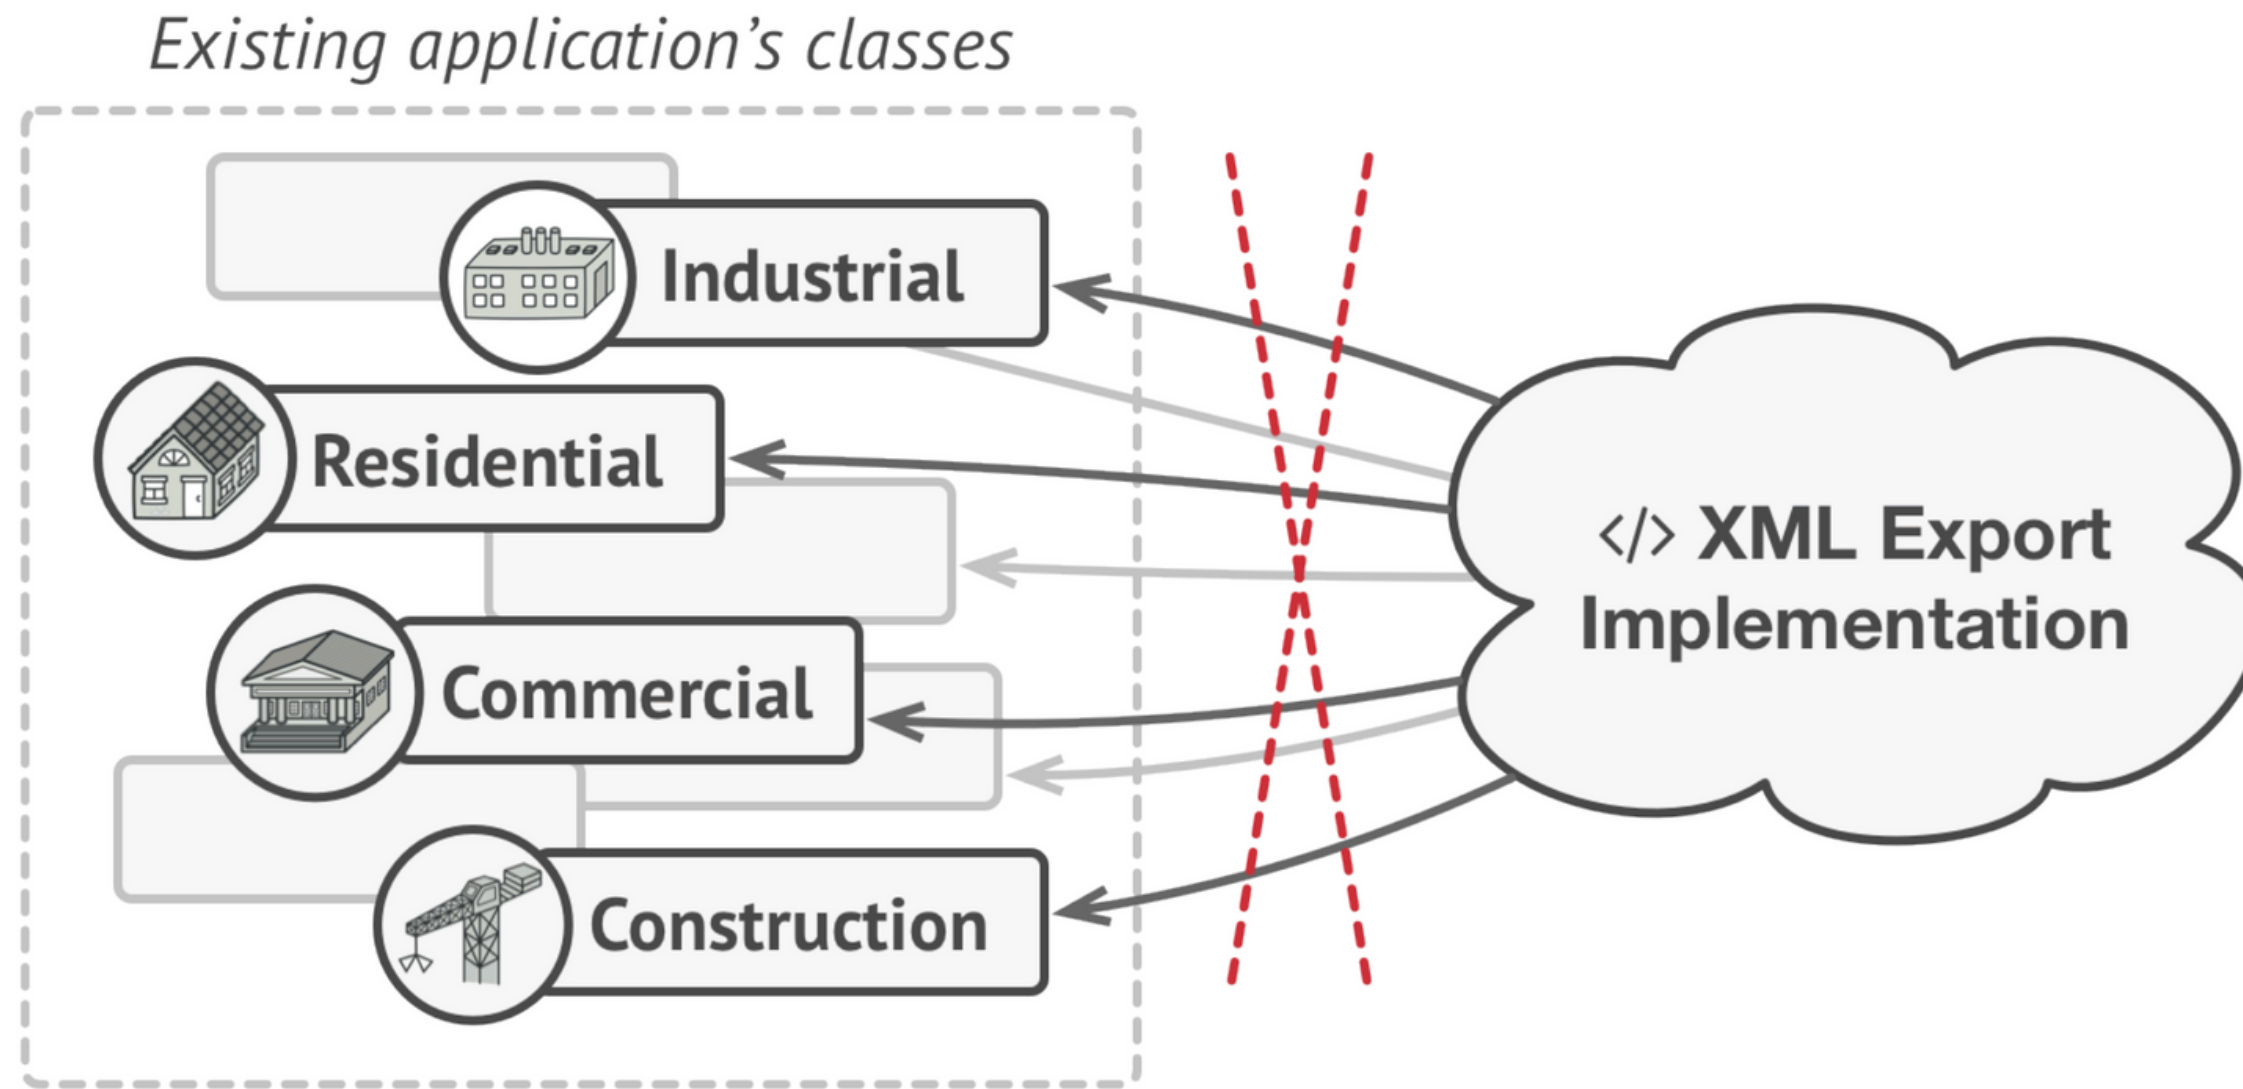 Existing application's classes
Industrial
Residential
Commercial
Construction
</> XML Export
Implementation